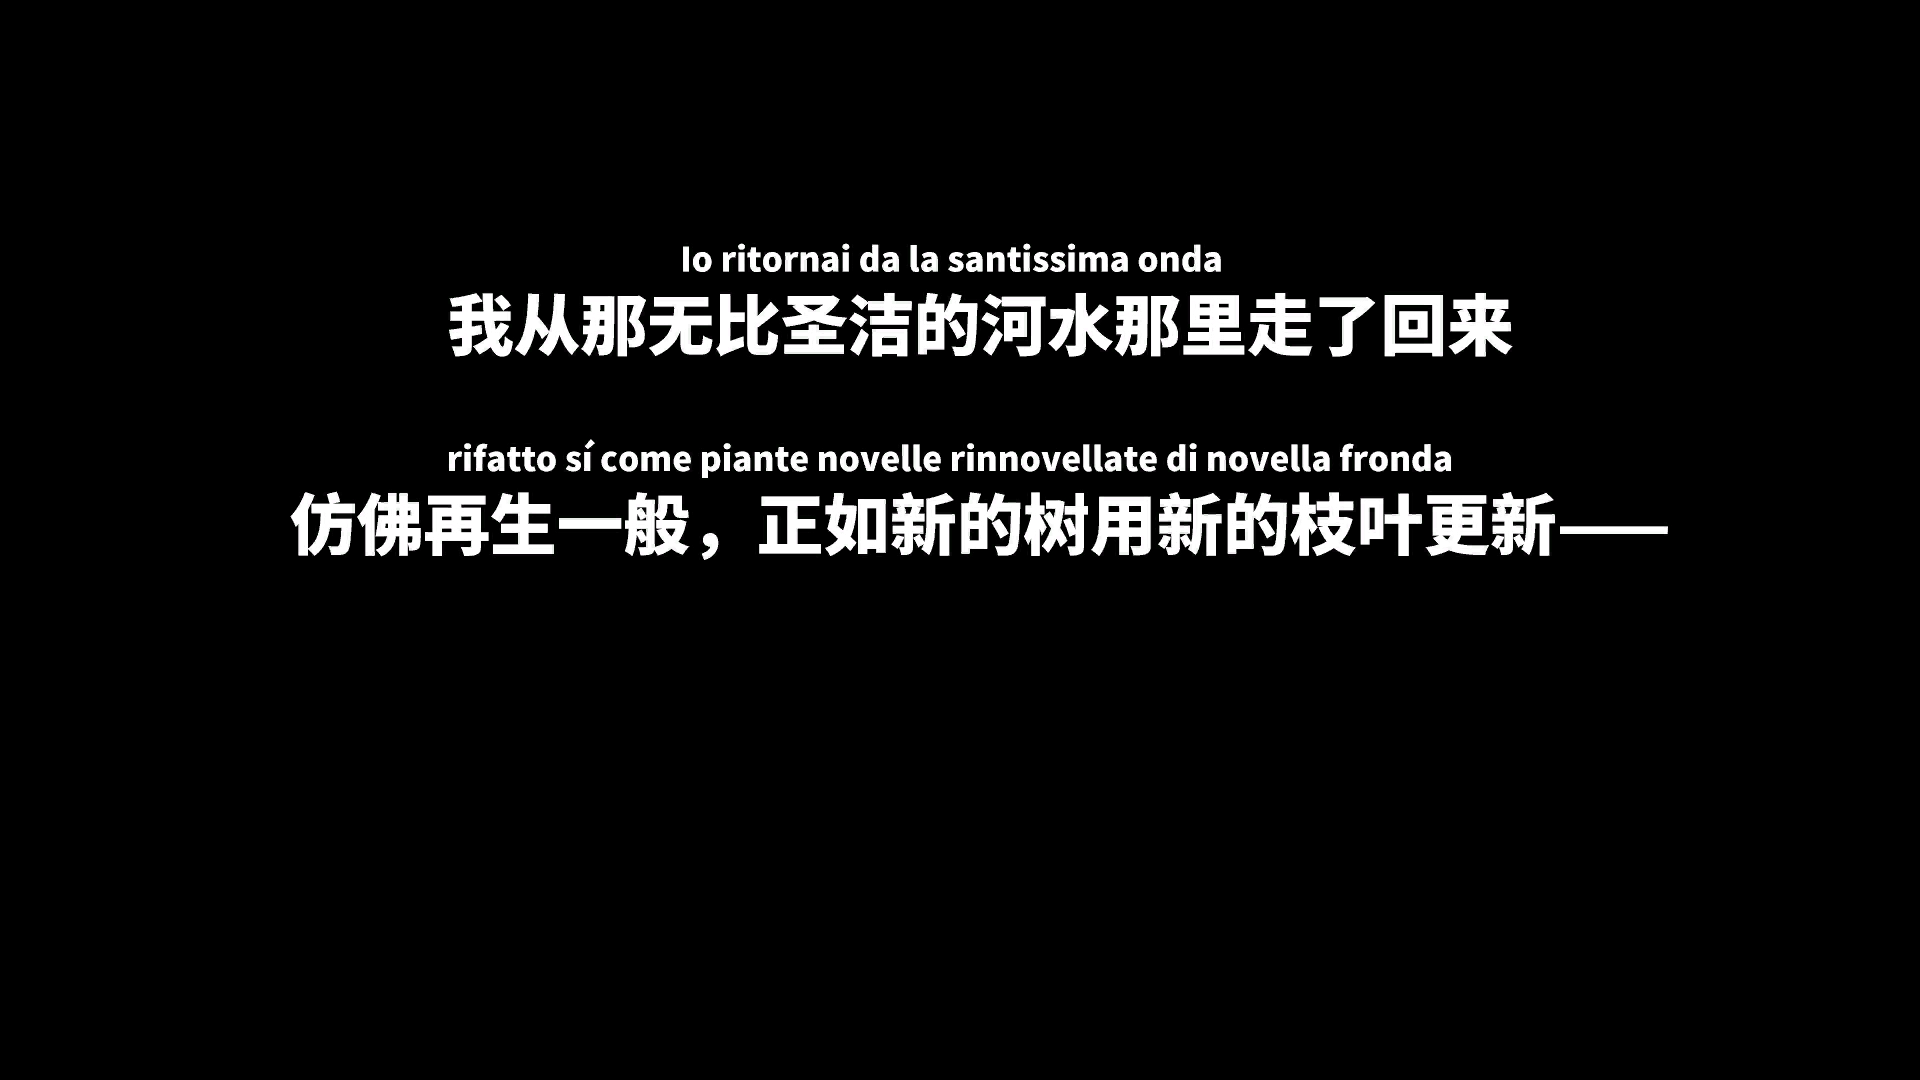 Io ritornai da la santissima onda
我从那无比圣洁的河水那里走了回来
rifatto sí come piante novelle rinnovellate di novella fronda
仿佛再生一般，正如新的树用新的枝叶更新——